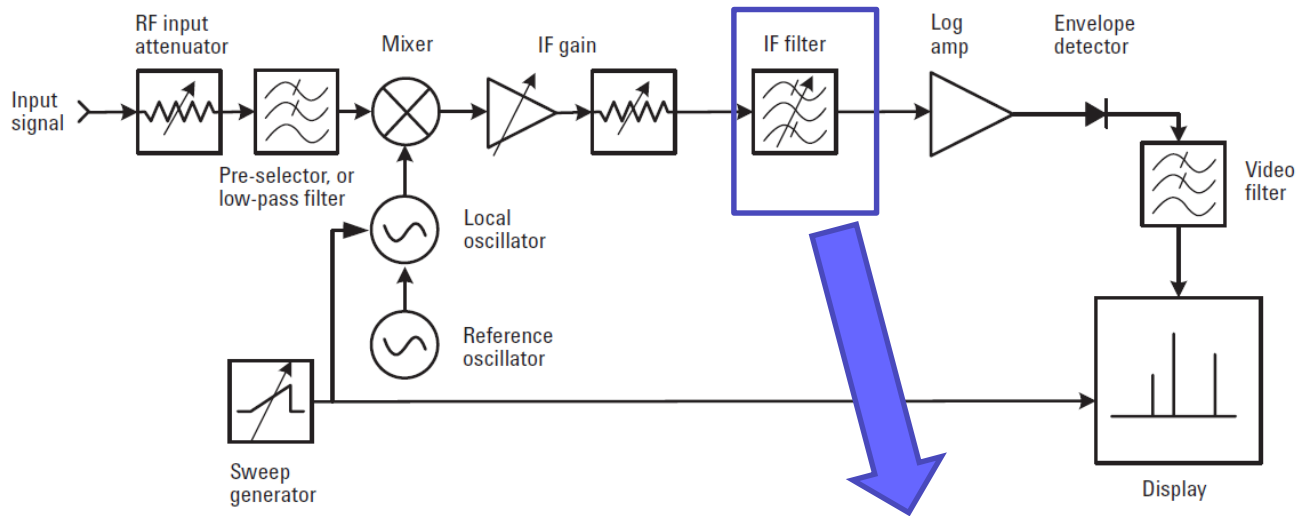 RF input
attenuator
Mixer
IF gain
IF filter
Log
amp
Envelope
detector
Input
signal
Pre-selector, or
low-pass filter
Video
filter
Local
oscillator
Reference
oscillator
Sweep
generator
Display